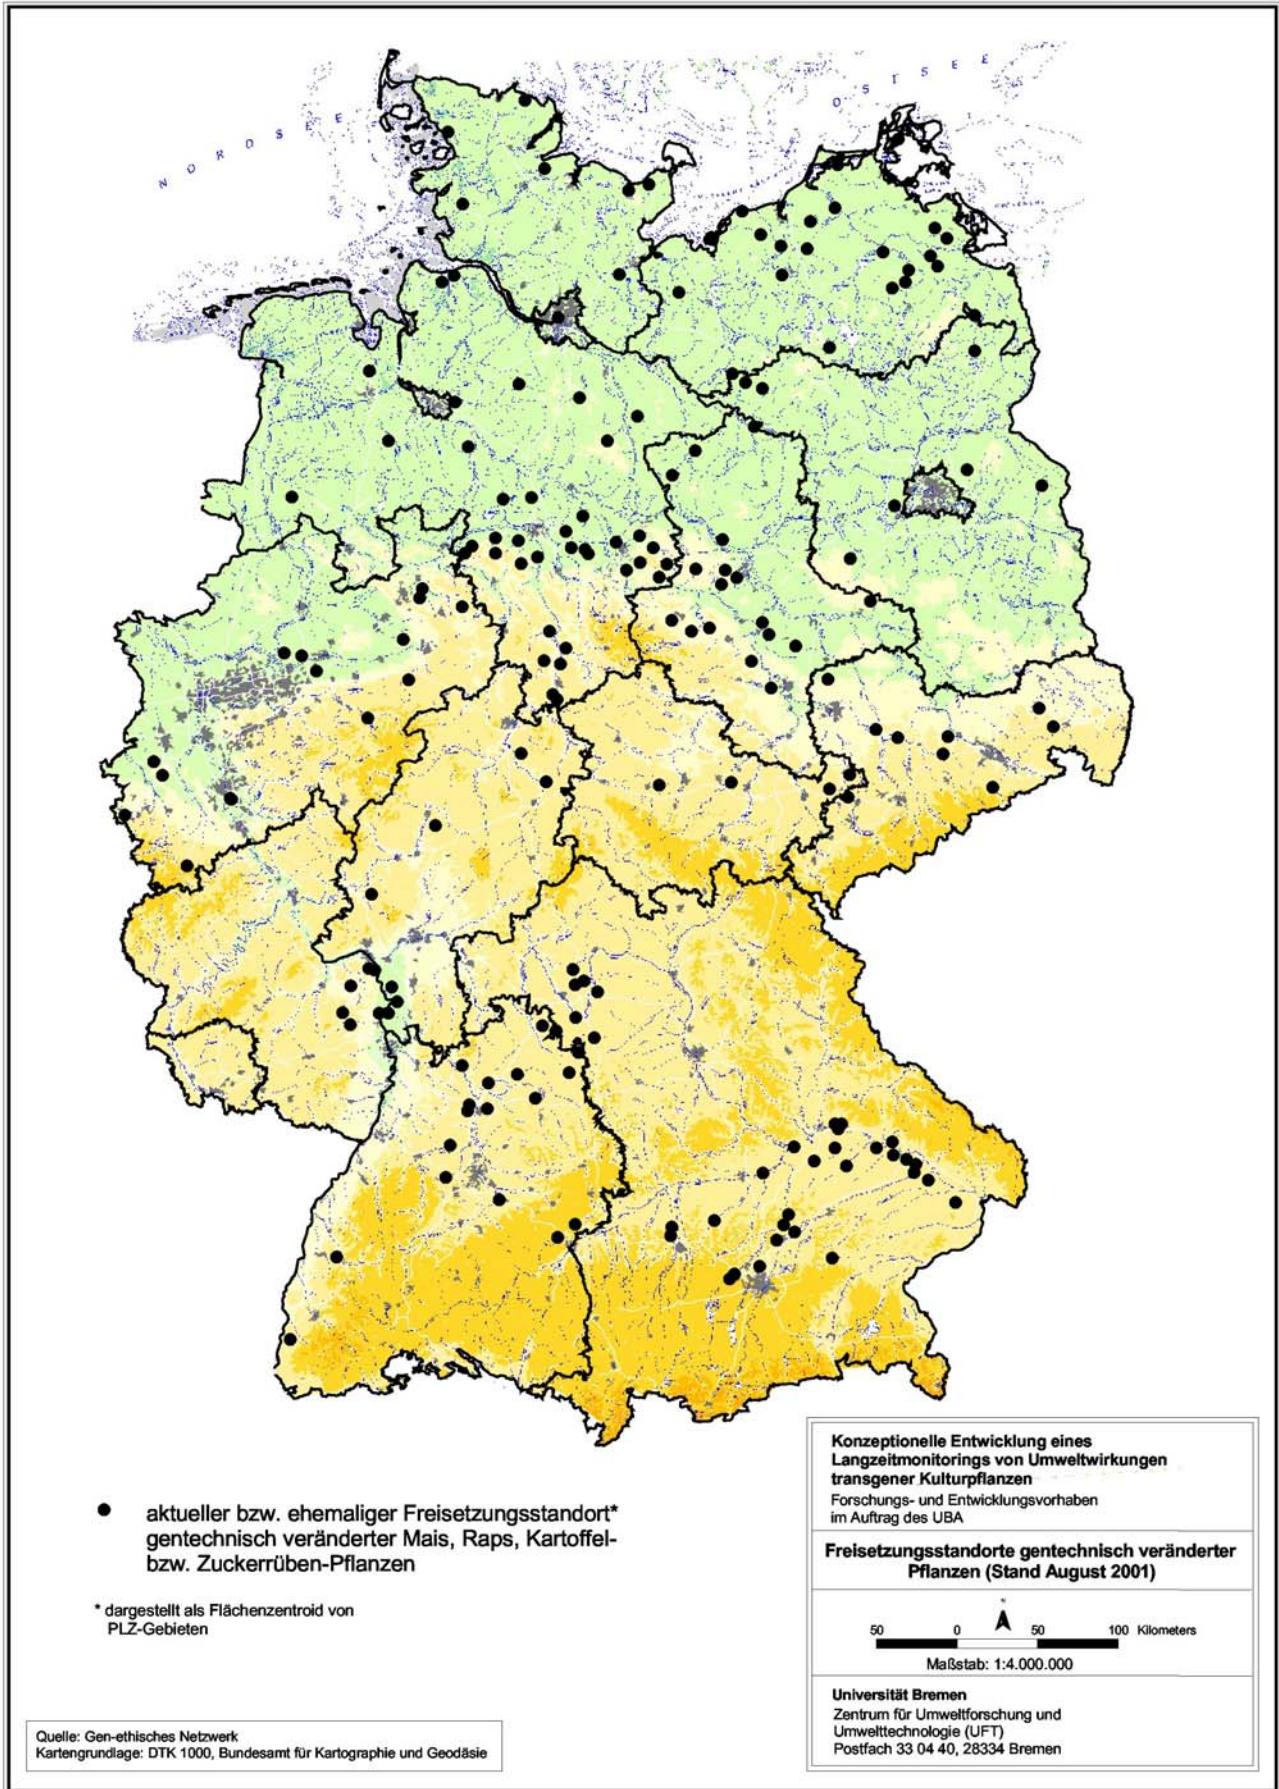 N O R D S E E
O S T S E E
aktueller bzw. ehemaliger Freisetzungsstandort*
gentechnisch veränderter Mais, Raps, Kartoffel-
bzw. Zuckerrüben-Pflanzen
* dargestellt als Flächenzentroid von
PLZ-Gebieten
Quelle: Gen-ethisches Netzwerk
Kartengrundlage: DTK 1000, Bundesamt für Kartographie und Geodäsie
Konzeptionelle Entwicklung eines
Langzeitmonitorings von Umweltwirkungen
transgener Kulturpflanzen
Forschungs- und Entwicklungsvorhaben
im Auftrag des UBA
Freisetzungsstandorte gentechnisch veränderter
Pflanzen (Stand August 2001)
N
50 0 50 100 Kilometers
Maßstab: 1:4.000.000
Universität Bremen
Zentrum für Umweltforschung und
Umwelttechnologie (UFT)
Postfach 33 04 40, 28334 Bremen